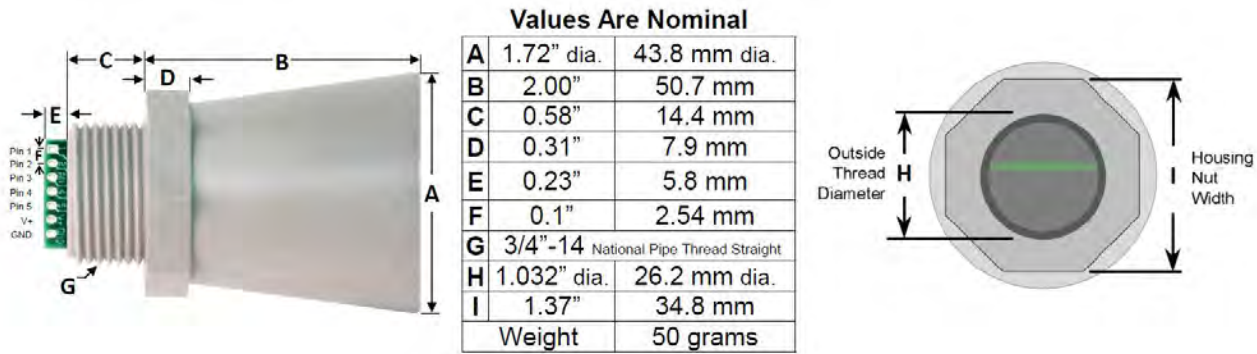 Values Are Nominal
C
B
D
E
F
Pin 1
Pin 2
Pin 3
Pin 4
Pin 5
V+
GND
G
A
A 1.72” dia. 43.8 mm dia.
B 2.00” 50.7 mm
C 0.58” 14.4 mm
D 0.31” 7.9 mm
E 0.23” 5.8 mm
F 0.1” 2.54 mm
G 3/4”-14 National Pipe Thread Straight
H 1.032” dia. 26.2 mm dia.
I 1.37” 34.8 mm
Weight 50 grams
Outside
Thread
Diameter
H
I
Housing
Nut
Width